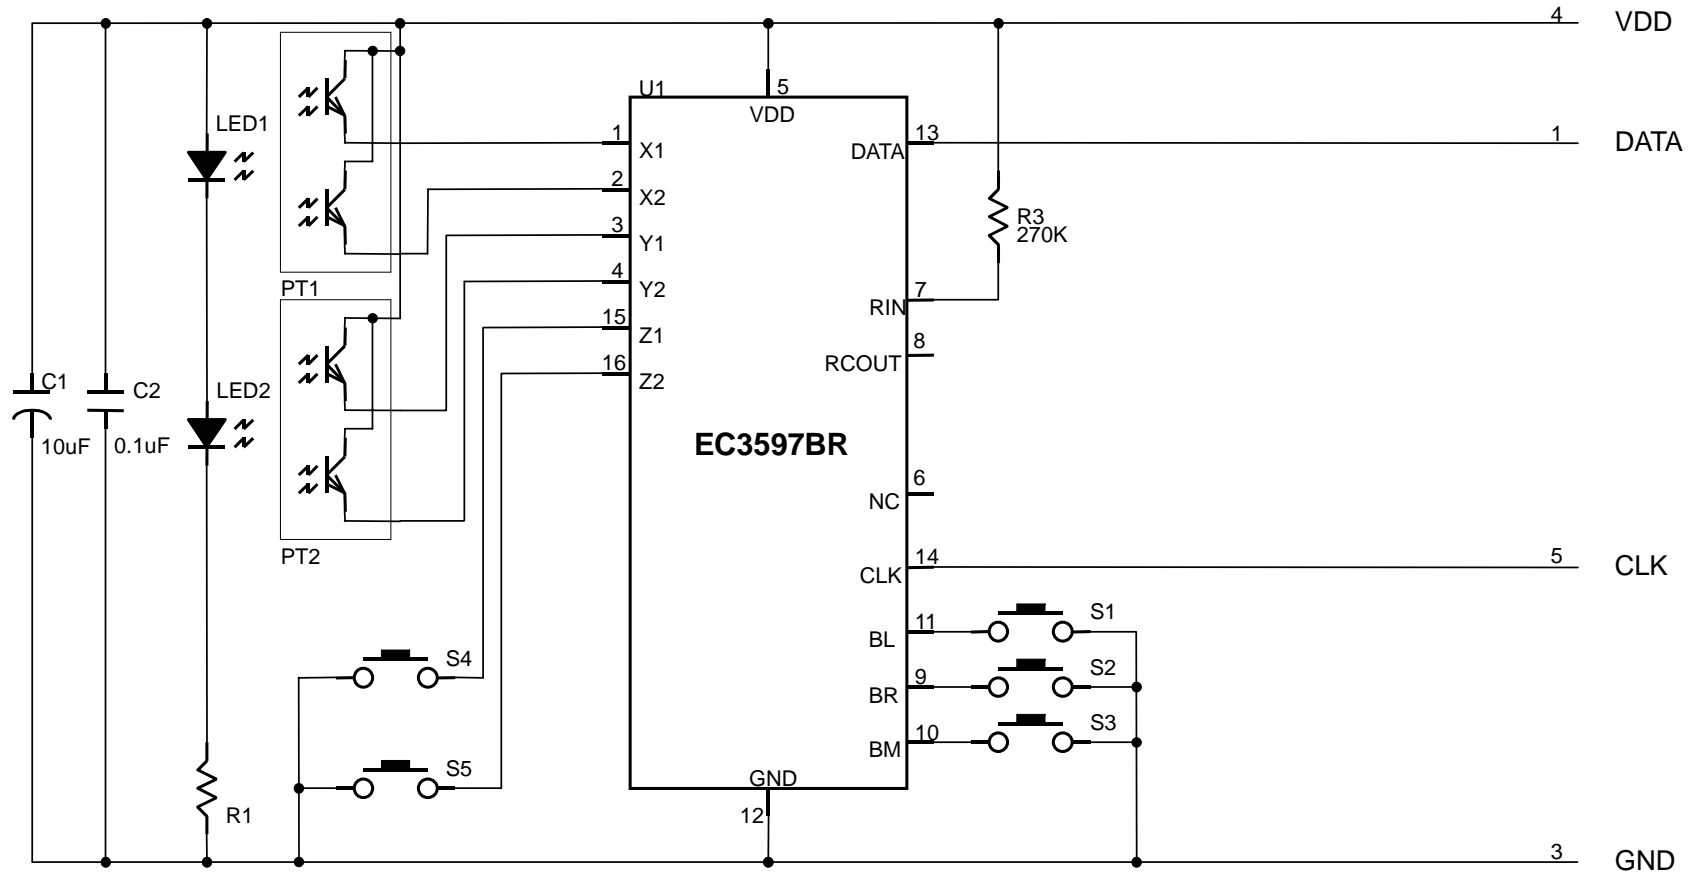 4 VDD
U1
5
VDD
LED1
1 X1
DATA 13
1 DATA
2 X2
3 Y1
R3
270K
4 Y2
PT1
RIN 7
15 Z1
RCOUT 8
16 Z2
C1
10uF
C2
0.1uF
LED2
EC3597BR
NC 6
PT2
CLK 14
5 CLK
BL 11
S1
S4
BR 9
S2
BM 10
S3
S5
GND
12
R1
3 GND